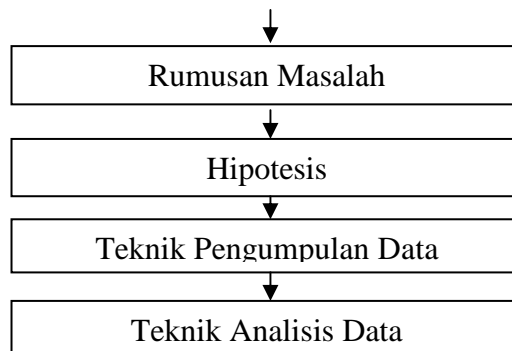 Rumusan Masalah
Hipotesis
Teknik Pengumpulan Data
Teknik Analisis Data